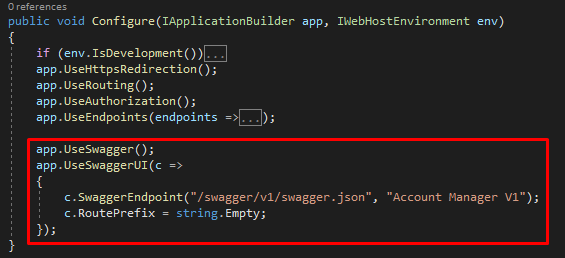 0 references
public void Configure(IApplicationBuilder app, IWebHostEnvironment env)
{
if (env.IsDevelopment())...
app.UseHttpsRedirection();
app.UseRouting();
app.UseAuthorization();
app.UseEndpoints(endpoints =>...);
app.UseSwagger();
app.UseSwaggerUI(c =>
{
c.SwaggerEndpoint("/swagger/v1/swagger.json", "Account Manager V1");
c.RoutePrefix = string.Empty;
});
}